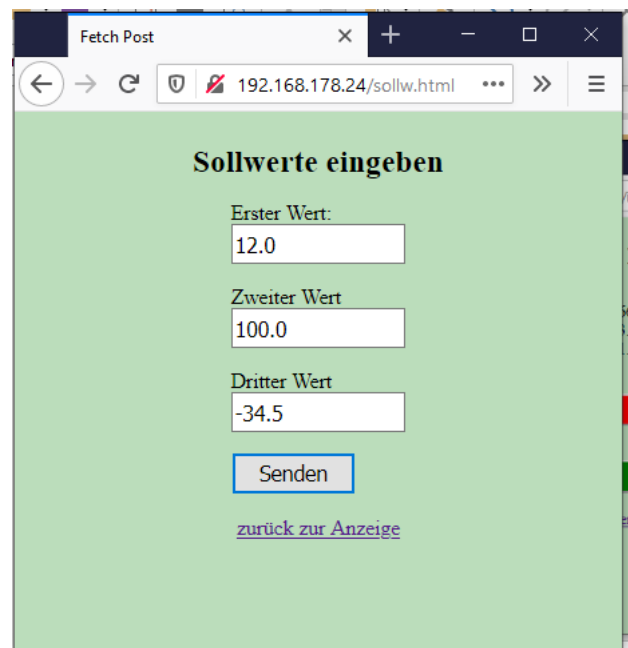 Fetch Post
192.168.178.24/sollw.html
Sollwerte eingeben
Erster Wert:
12.0
Zweiter Wert
100.0
Dritter Wert
-34.5
Senden
zurück zur Anzeige